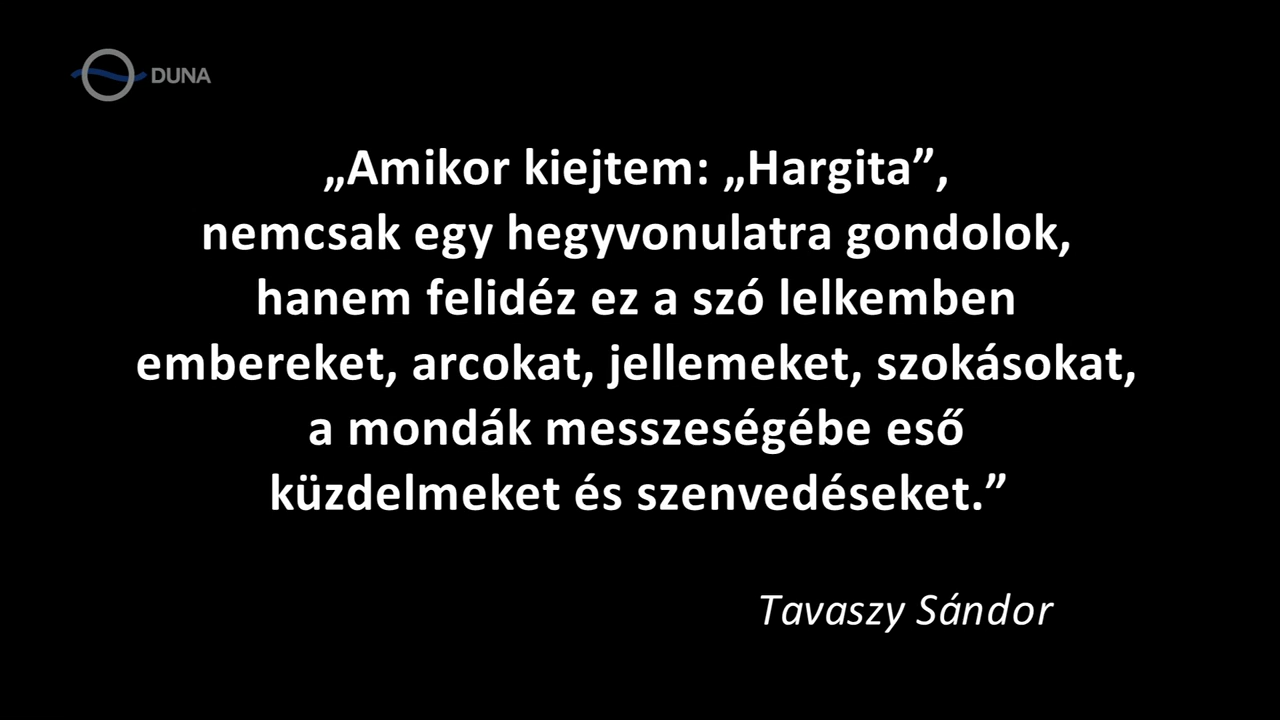 DUNA
„Amikor kiejtem: „Hargita”,
nemcsak egy hegyvonulatra gondolok,
hanem felidéz ez a szó lelkemben
embereket, arcokat, jellemeket, szokásokat,
a mondák messzeségébe eső
küzdelmeket és szenvedéseket.”
Tavaszy Sándor